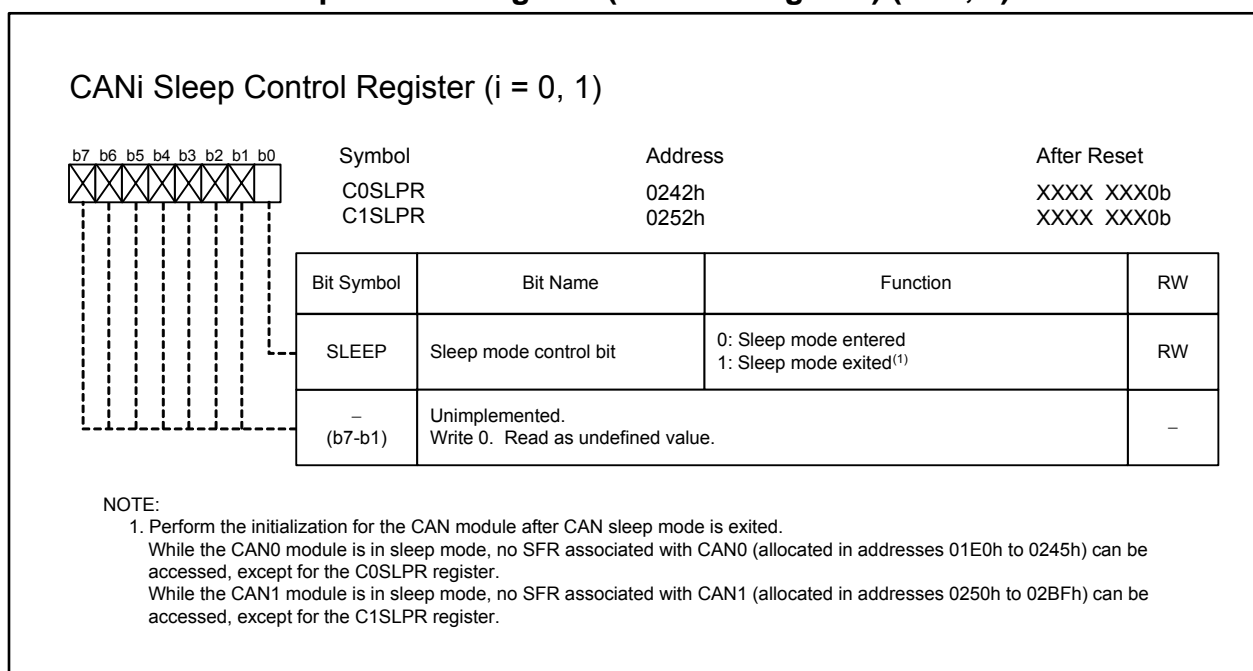 CANi Sleep Control Register (i = 0, 1)
b7 b6 b5 b4 b3 b2 b1 b0
Symbol Address After Reset
C0SLPR 0242h XXXX XXX0b
C1SLPR 0252h XXXX XXX0b
Bit Symbol Bit Name Function RW
SLEEP Sleep mode control bit 0: Sleep mode entered
1: Sleep mode exited(1) RW
– (b7-b1) Unimplemented.
Write 0. Read as undefined value. –
NOTE:
1. Perform the initialization for the CAN module after CAN sleep mode is exited.
While the CAN0 module is in sleep mode, no SFR associated with CAN0 (allocated in addresses 01E0h to 0245h) can be
accessed, except for the C0SLPR register.
While the CAN1 module is in sleep mode, no SFR associated with CAN1 (allocated in addresses 0250h to 02BFh) can be
accessed, except for the C1SLPR register.